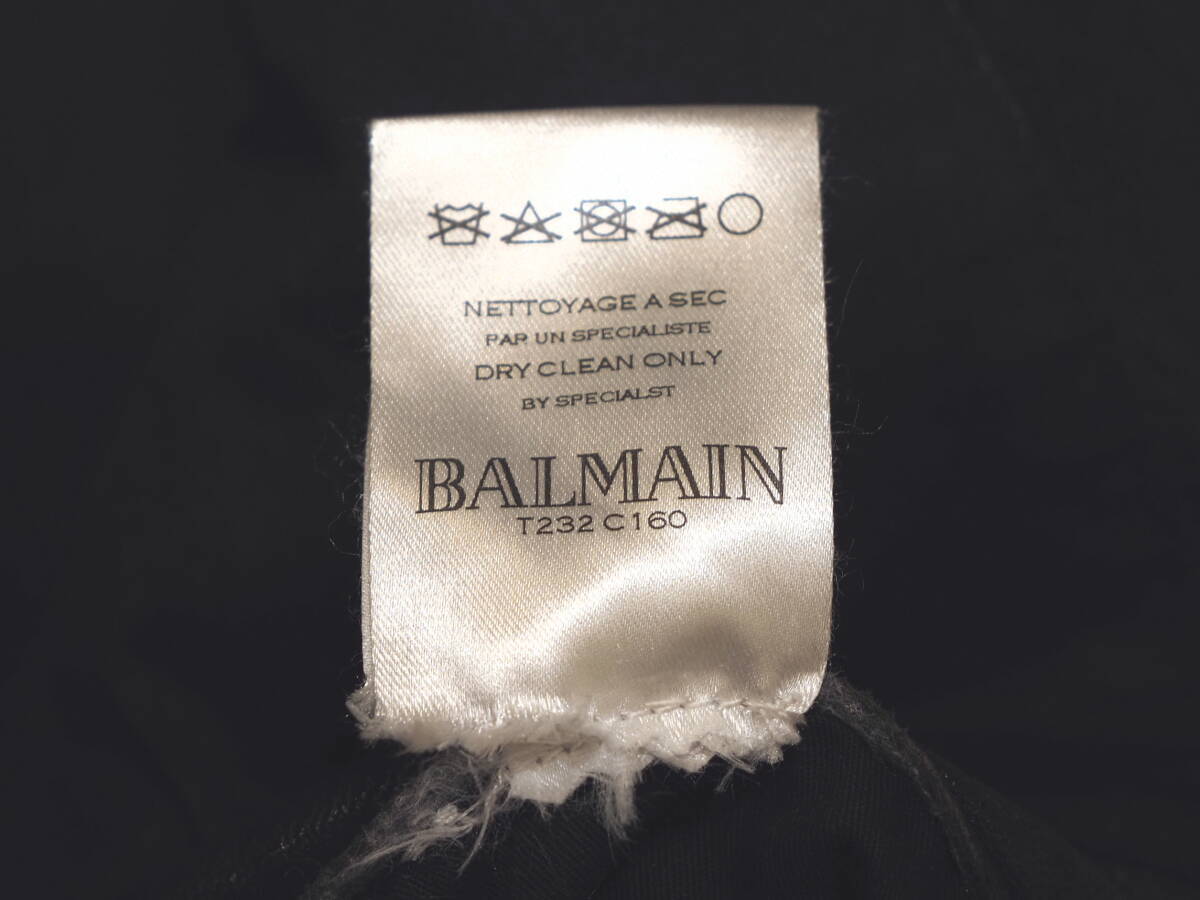 NETTOYAGE A SEC
PAR UN SPECIALISTE
DRY CLEAN ONLY
BY SPECIALST
BALMAIN
T232 C160